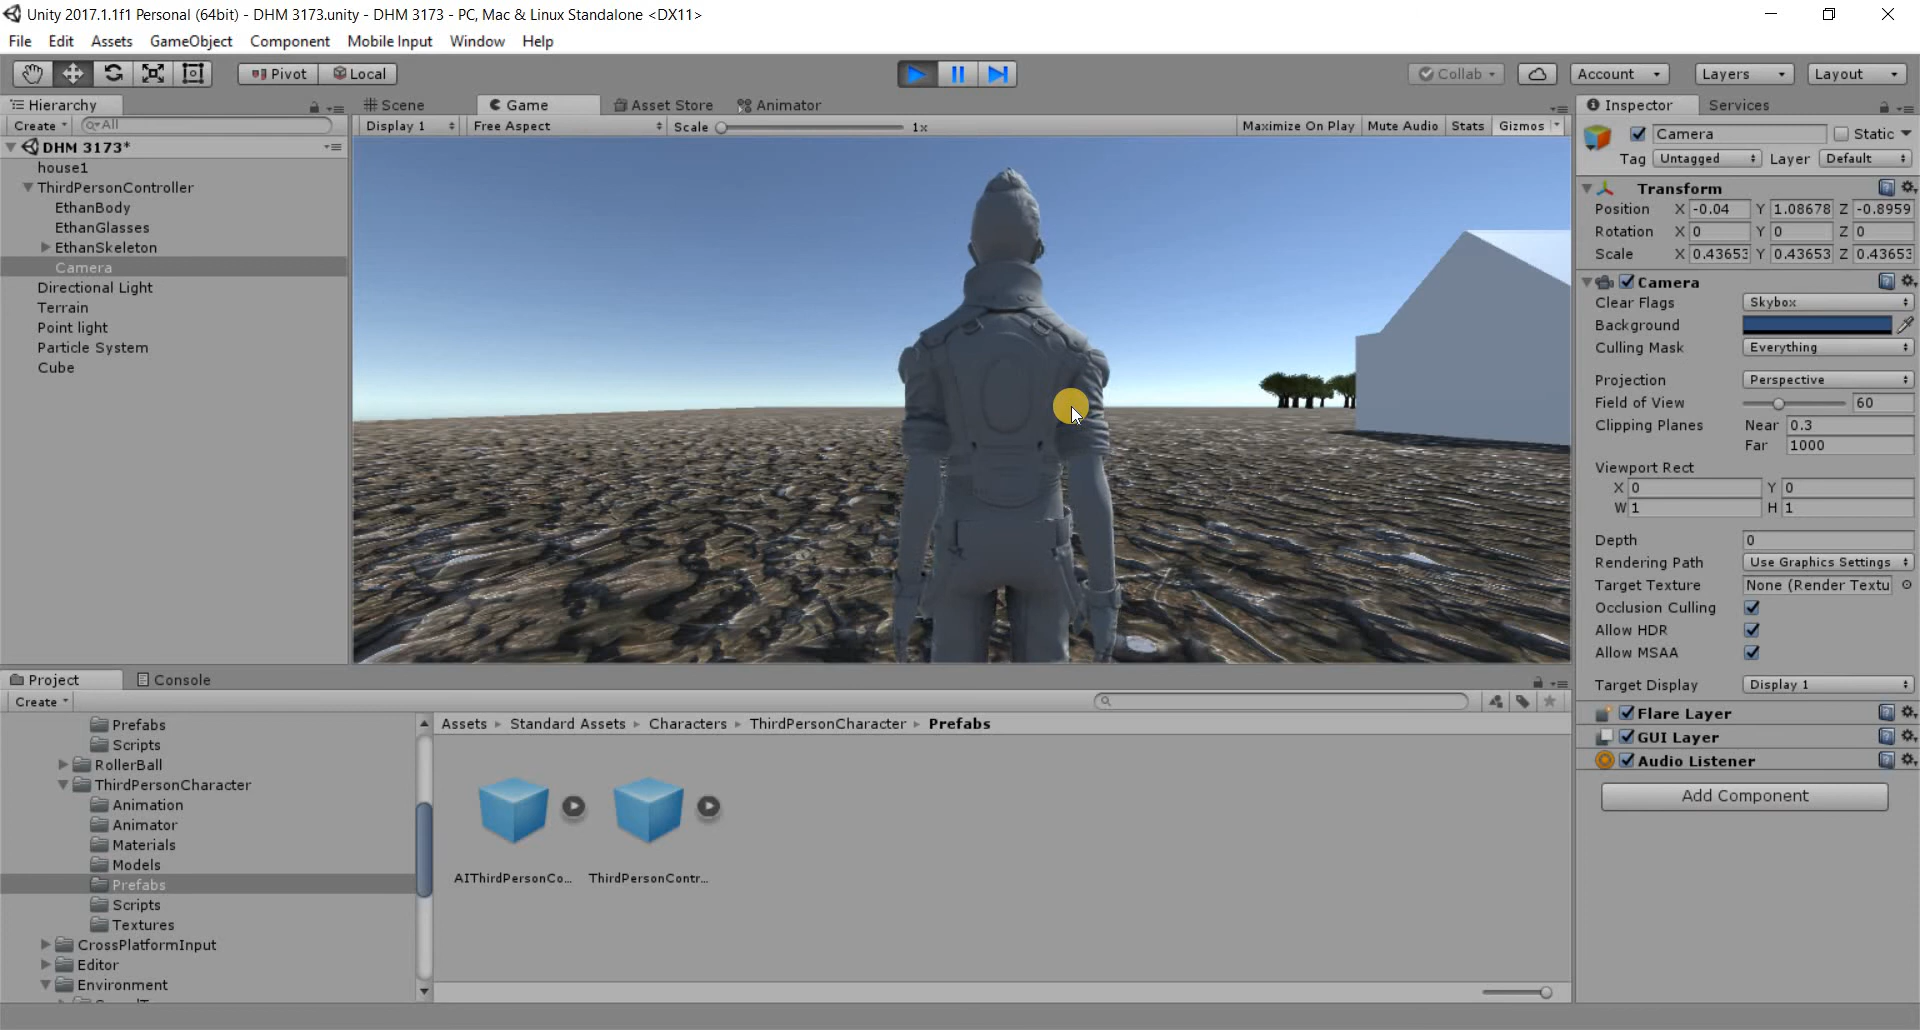 Unity 2017.1.1f1 Personal (64bit) - DHM 3173.unity - DHM 3173 - PC, Mac & Linux Standalone <DX11>
File Edit Assets GameObject Component Mobile Input Window Help
Pivot Local Collab Account Layers Layout
Hierarchy
Create All
DHM 3173*
house1
ThirdPersonController
EthanBody
EthanGlasses
EthanSkeleton
Camera
Directional Light
Terrain
Point light
Particle System
Cube
Scene Game Asset Store Animator
Display 1 Free Aspect Scale 1x Maximize On Play Mute Audio Stats Gizmos
Inspector Services
Camera Static
Tag Untagged Layer Default
Transform
Position X -0.04 Y 1.08678 Z -0.8959
Rotation X 0 Y 0 Z 0
Scale X 0.43653 Y 0.43653 Z 0.43653
Camera
Clear Flags Skybox
Background
Culling Mask Everything
Projection Perspective
Field of View 60
Clipping Planes Near 0.3
Far 1000
Viewport Rect
X 0 Y 0
W 1 H 1
Depth 0
Rendering Path Use Graphics Settings
Target Texture None (Render Textu
Occlusion Culling
Allow HDR
Allow MSAA
Target Display Display 1
Flare Layer
GUI Layer
Audio Listener
Add Component
Project Console
Create
Prefabs
Scripts
RollerBall
ThirdPersonCharacter
Animation
Animator
Materials
Models
Prefabs
Scripts
Textures
CrossPlatformInput
Editor
Environment
Assets Standard Assets Characters ThirdPersonCharacter Prefabs
AIThirdPersonCo... ThirdPersonContr...